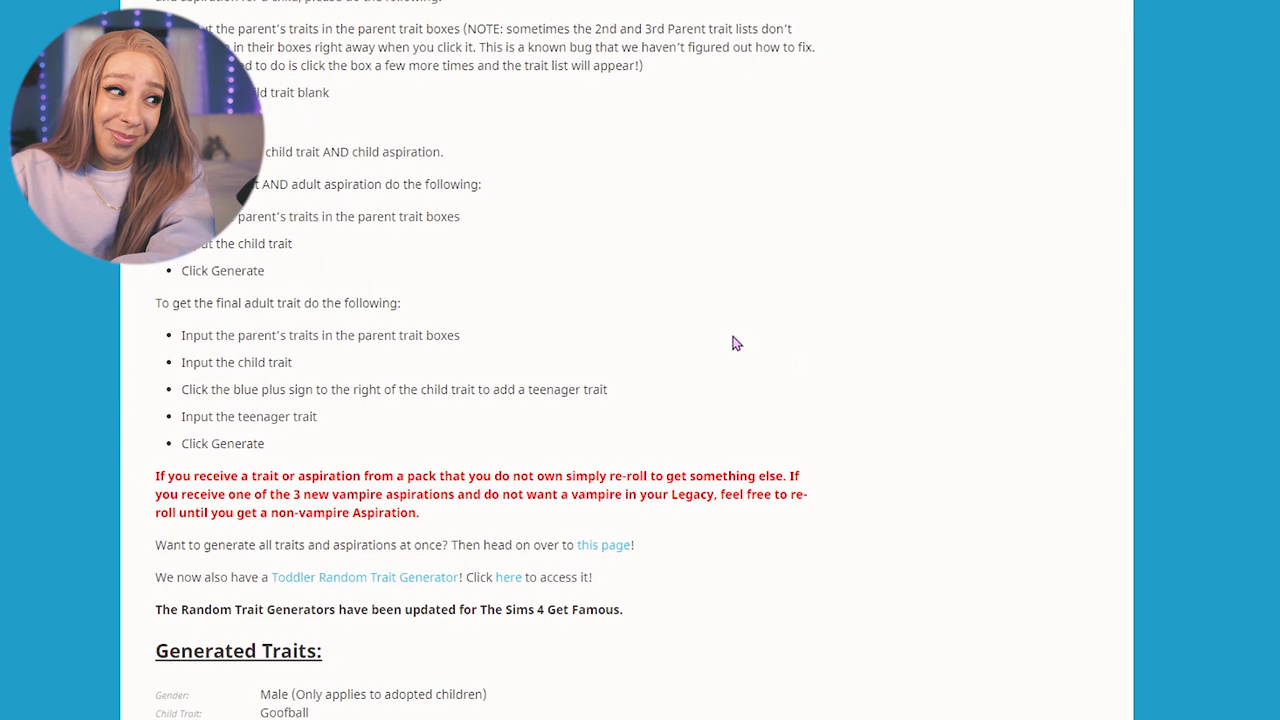 the parent's traits in the parent trait boxes (NOTE: sometimes the 2nd and 3rd Parent trait lists don't
in their boxes right away when you click it. This is a known bug that we haven't figured out how to fix.
to do is click the box a few more times and the trait list will appear!)
trait blank
child trait AND child aspiration.
AND adult aspiration do the following:
parent's traits in the parent trait boxes
the child trait
• Click Generate
To get the final adult trait do the following:
• Input the parent's traits in the parent trait boxes
• Input the child trait
• Click the blue plus sign to the right of the child trait to add a teenager trait
• Input the teenager trait
• Click Generate
If you receive a trait or aspiration from a pack that you do not own simply re-roll to get something else. If
you receive one of the 3 new vampire aspirations and do not want a vampire in your Legacy, feel free to re-
roll until you get a non-vampire Aspiration.
Want to generate all traits and aspirations at once? Then head on over to this page!
We now also have a Toddler Random Trait Generator! Click here to access it!
The Random Trait Generators have been updated for The Sims 4 Get Famous.
Generated Traits:
Gender: Male (Only applies to adopted children)
Child Trait: Goofball